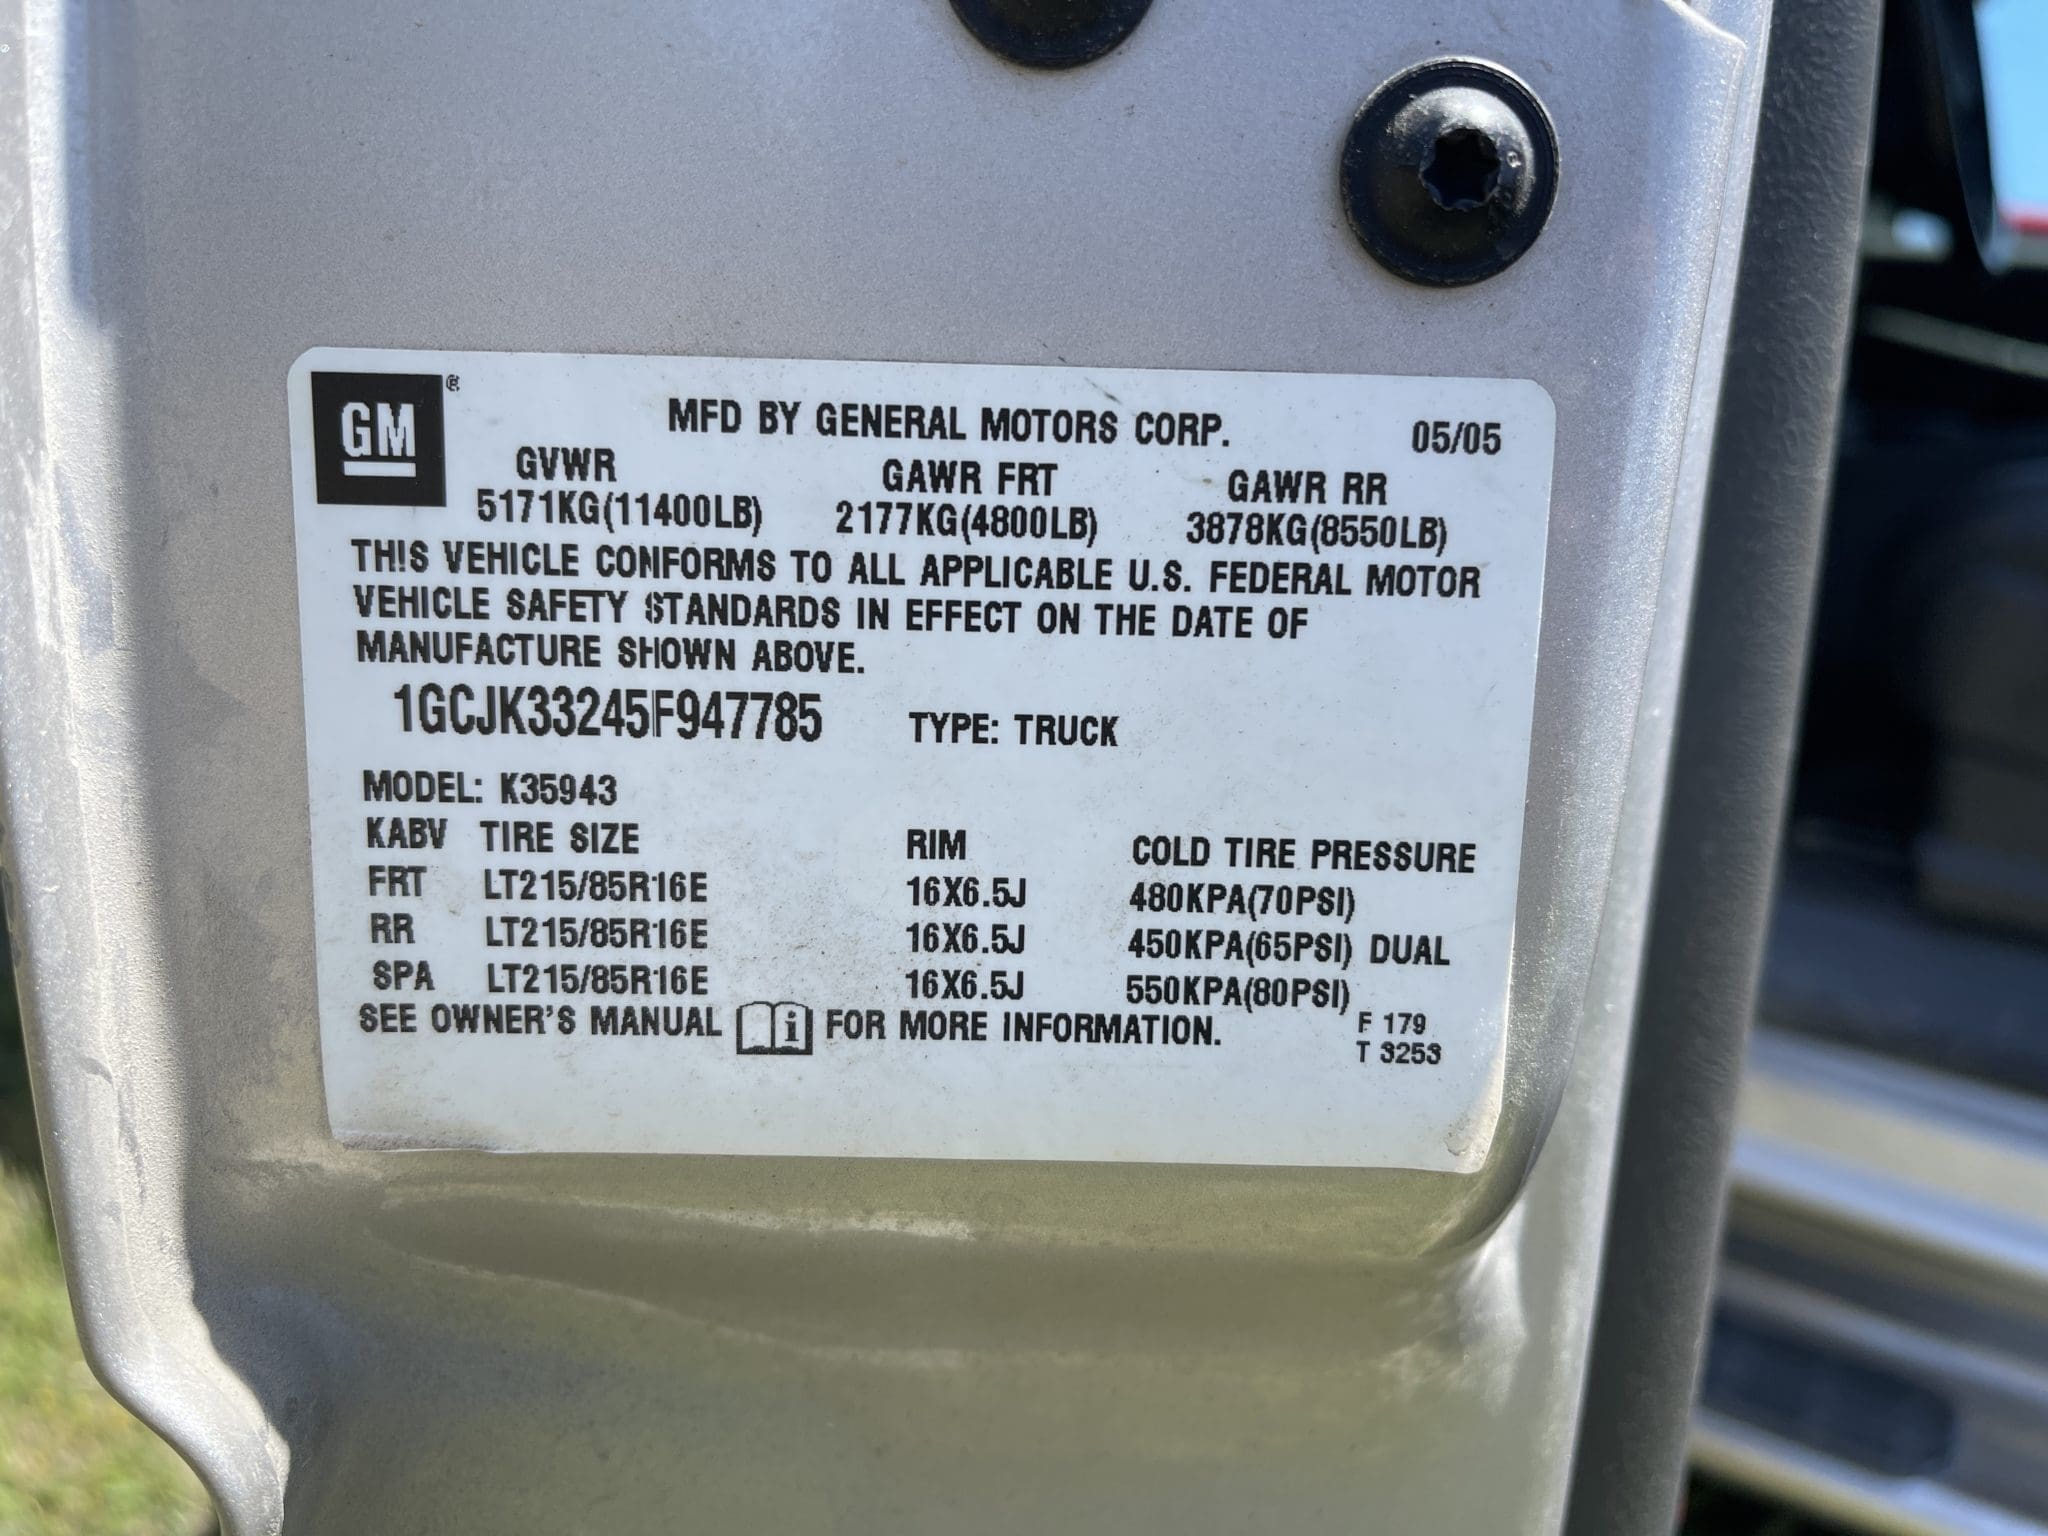 GM ®
MFD BY GENERAL MOTORS CORP. 05/05
GVWR GAWR FRT GAWR RR
5171KG(11400LB) 2177KG(4800LB) 3878KG(8550LB)
THIS VEHICLE CONFORMS TO ALL APPLICABLE U.S. FEDERAL MOTOR
VEHICLE SAFETY STANDARDS IN EFFECT ON THE DATE OF
MANUFACTURE SHOWN ABOVE.
1GCJK33245F947785 TYPE: TRUCK
MODEL: K35943
KABV TIRE SIZE RIM COLD TIRE PRESSURE
FRT LT215/85R16E 16X6.5J 480KPA(70PSI)
RR LT215/85R16E 16X6.5J 450KPA(65PSI) DUAL
SPA LT215/85R16E 16X6.5J 550KPA(80PSI)
SEE OWNER'S MANUAL i FOR MORE INFORMATION.
F 179
T 3253